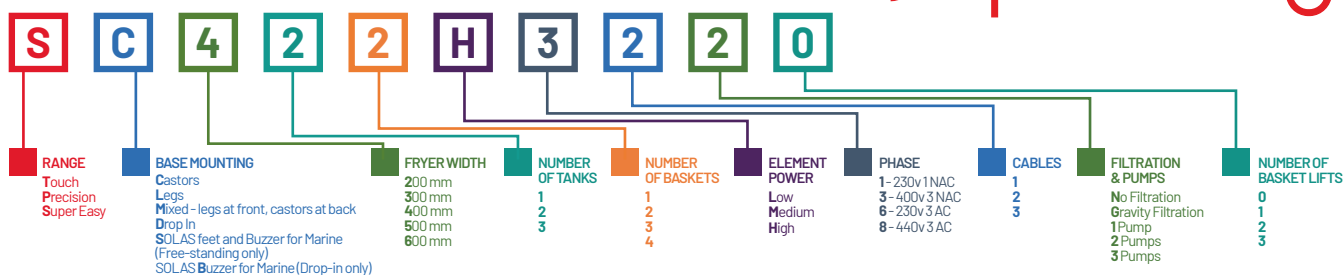 S C 4 2 2 H 3 2 2 0
RANGE
Touch
Precision
Super Easy
BASE MOUNTING
Castors
Legs
Mixed - legs at front, castors at back
Drop In
SOLAS feet and Buzzer for Marine
(Free-standing only)
SOLAS Buzzer for Marine (Drop-in only)
FRYER WIDTH
200 mm
300 mm
400 mm
500 mm
600 mm
NUMBER
OF TANKS
1
2
3
NUMBER
OF BASKETS
1
2
3
4
ELEMENT
POWER
Low
Medium
High
PHASE
1 - 230v 1 NAC
3 - 400v 3 NAC
6 - 230v 3 AC
8 - 440v 3 AC
CABLES
1
2
3
FILTRATION
& PUMPS
No Filtration
Gravity Filtration
1 Pump
2 Pumps
3 Pumps
NUMBER OF
BASKET LIFTS
0
1
2
3